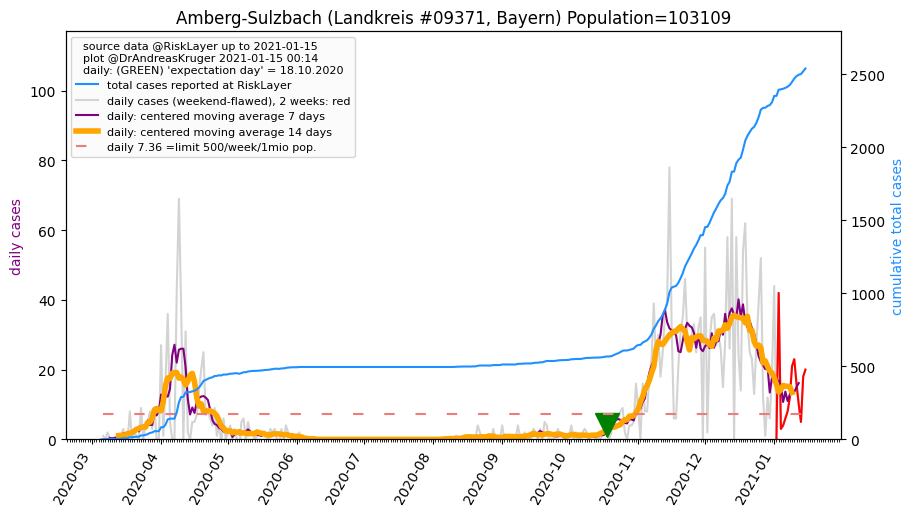 Amberg-Sulzbach (Landkreis #09371, Bayern) Population=103109
source data @RiskLayer up to 2021-01-15
plot @DrAndreasKruger 2021-01-15 00:14
daily: (GREEN) 'expectation day' = 18.10.2020
total cases reported at RiskLayer
daily cases (weekend-flawed), 2 weeks: red
daily: centered moving average 7 days
daily: centered moving average 14 days
daily 7.36 =limit 500/week/1mio pop.
daily cases
100
80
60
40
20
0
cumulative total cases
2500
2000
1500
1000
500
0
2020-03
2020-04
2020-05
2020-06
2020-07
2020-08
2020-09
2020-10
2020-11
2020-12
2021-01